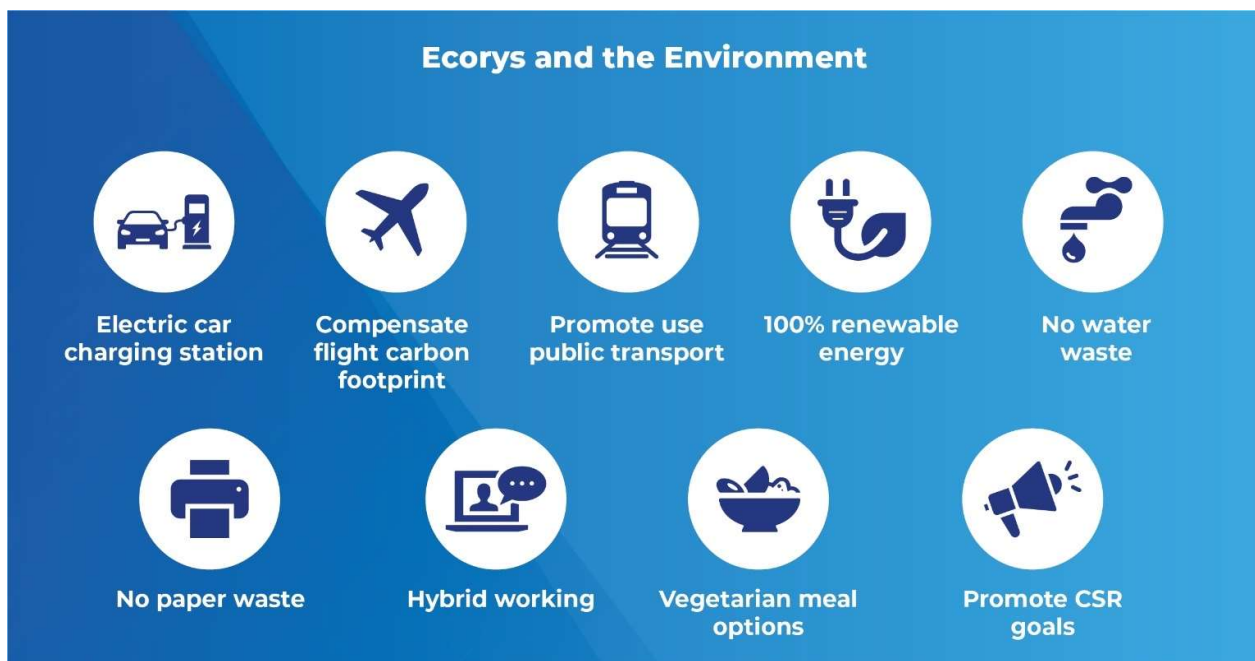 Ecorys and the Environment
Electric car
charging station
Compensate
flight carbon
footprint
Promote use
public transport
100% renewable
energy
No water
waste
No paper waste
Hybrid working
Vegetarian meal
options
Promote CSR
goals